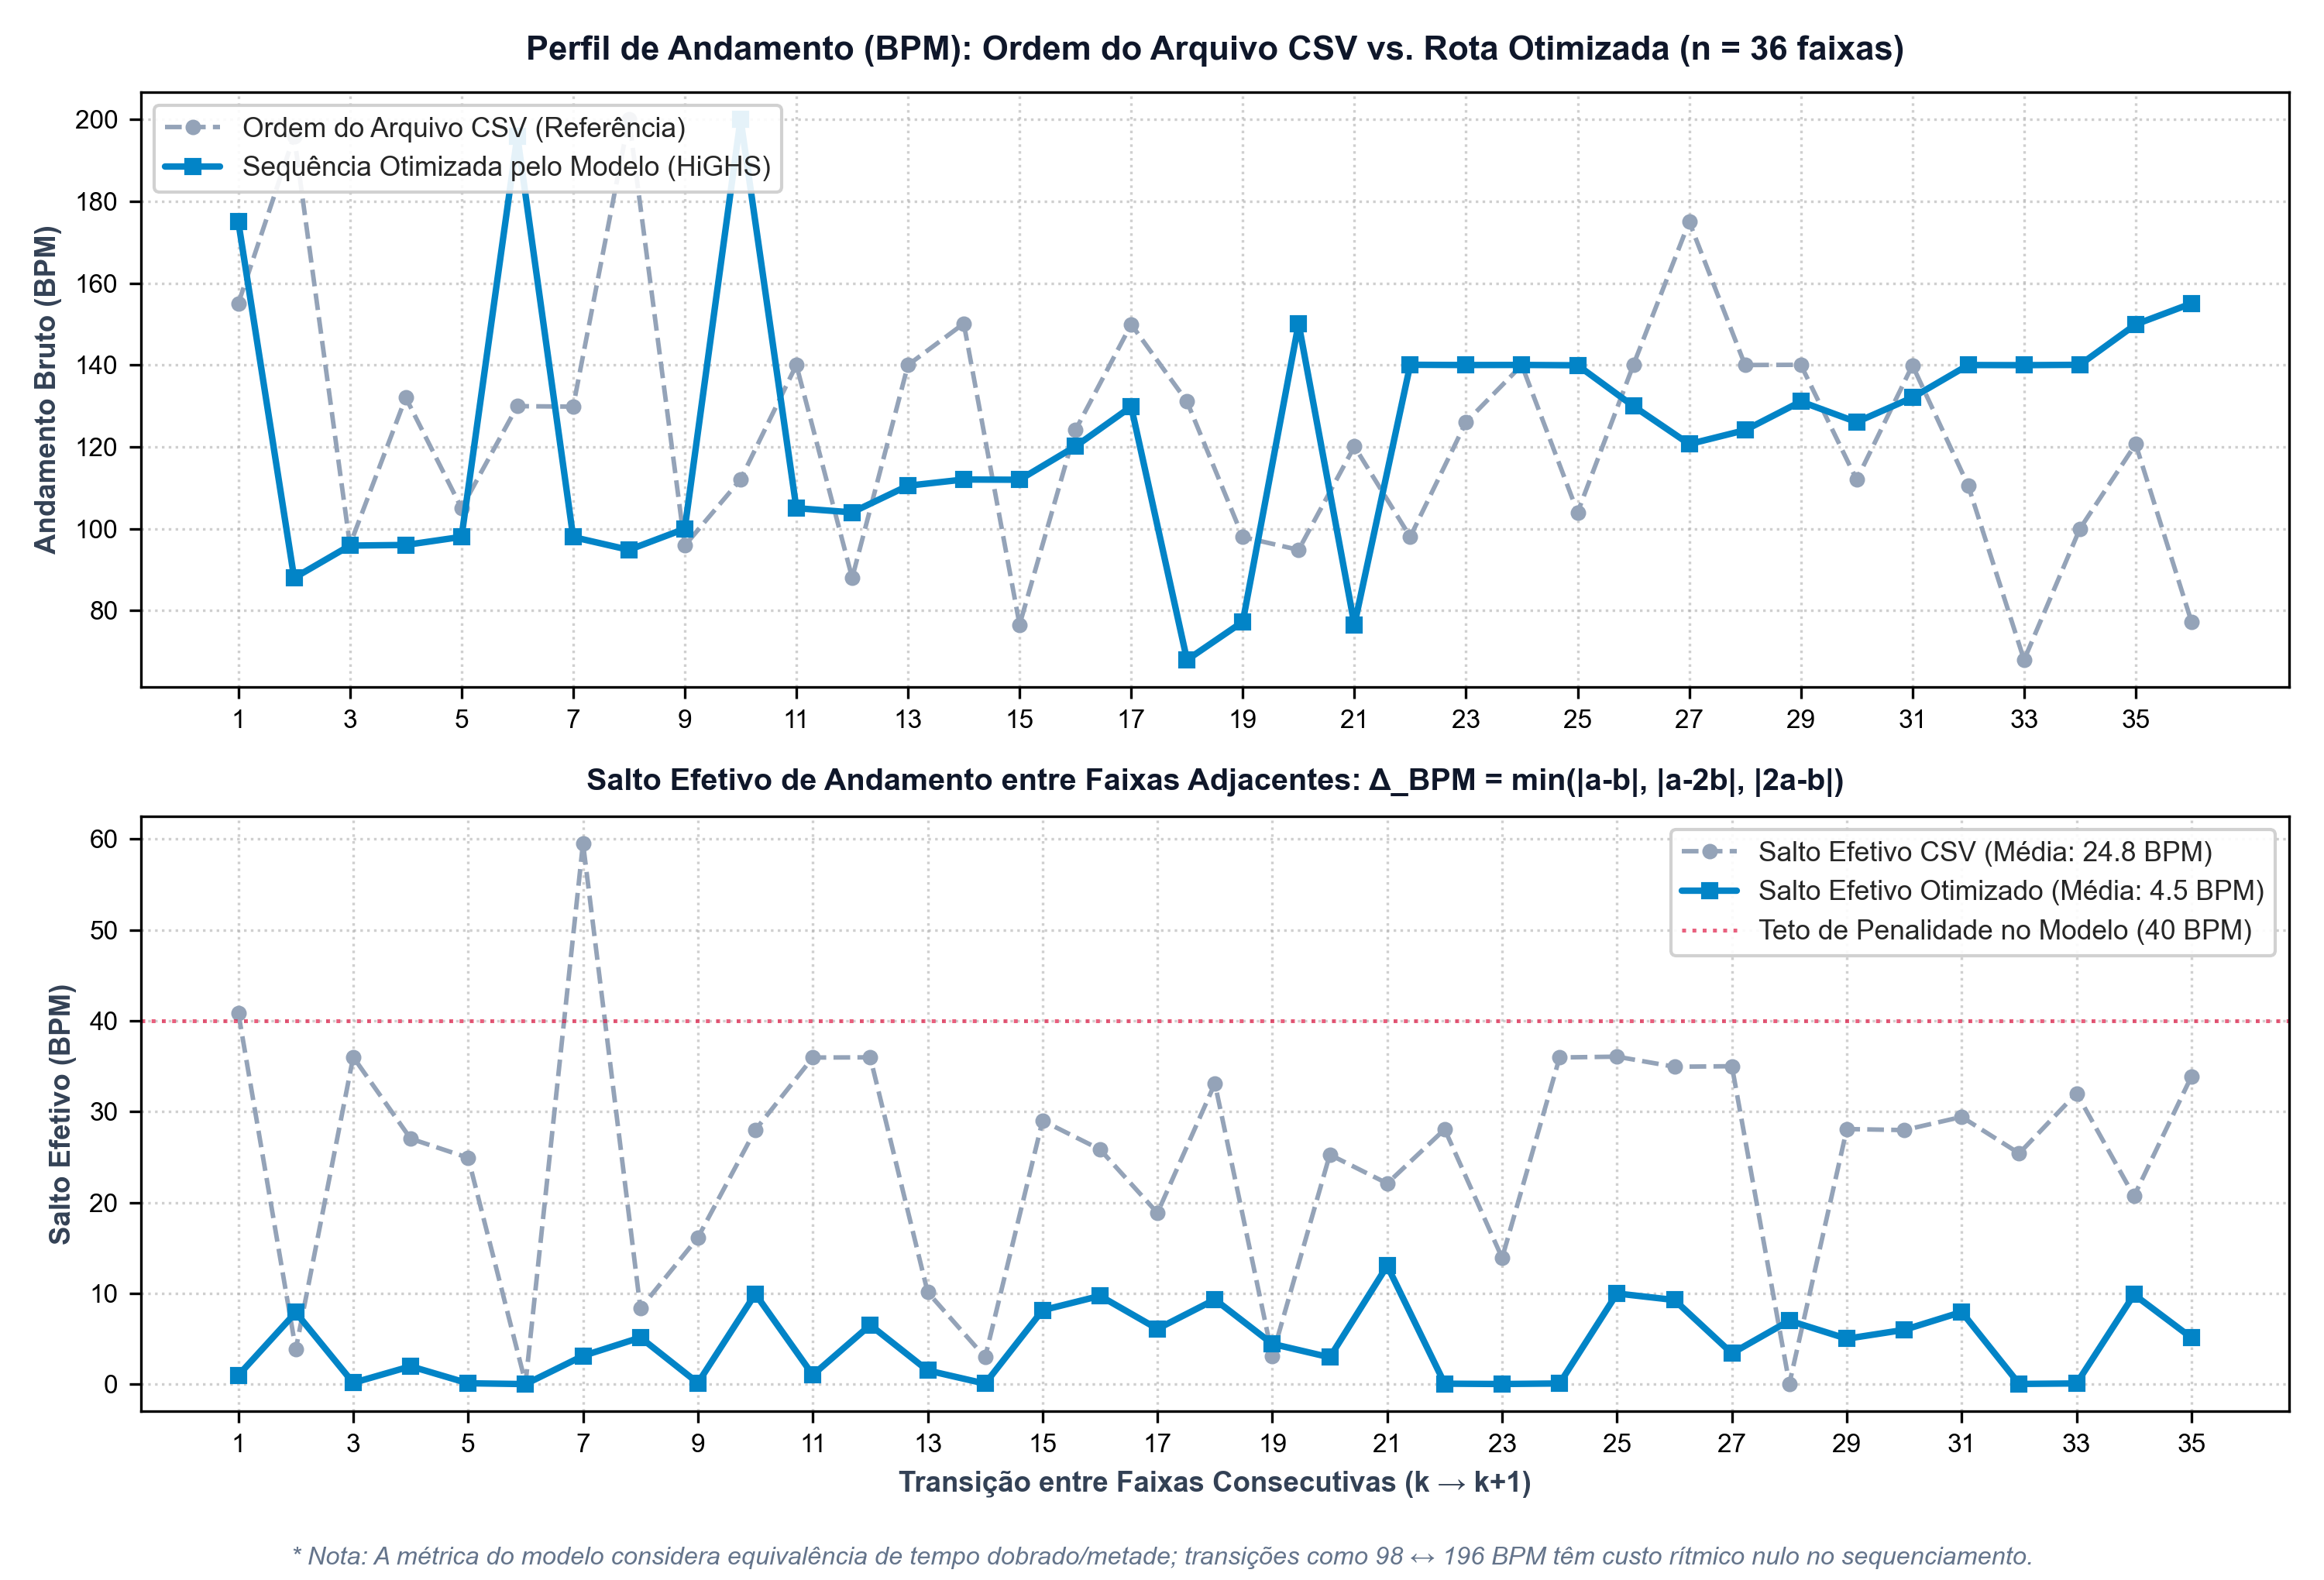 Perfil de Andamento (BPM): Ordem do Arquivo CSV vs. Rota Otimizada (n = 36 faixas)
Andamento Bruto (BPM)
200
180
160
140
120
100
80
Ordem do Arquivo CSV (Referência)
Sequência Otimizada pelo Modelo (HiGHS)
1 3 5 7 9 11 13 15 17 19 21 23 25 27 29 31 33 35
Salto Efetivo de Andamento entre Faixas Adjacentes: Δ_BPM = min(|a-b|, |a-2b|, |2a-b|)
Salto Efetivo (BPM)
60
50
40
30
20
10
0
Salto Efetivo CSV (Média: 24.8 BPM)
Salto Efetivo Otimizado (Média: 4.5 BPM)
Teto de Penalidade no Modelo (40 BPM)
1 3 5 7 9 11 13 15 17 19 21 23 25 27 29 31 33 35
Transição entre Faixas Consecutivas (k → k+1)
* Nota: A métrica do modelo considera equivalência de tempo dobrado/metade; transições como 98 ↔ 196 BPM têm custo rítmico nulo no sequenciamento.